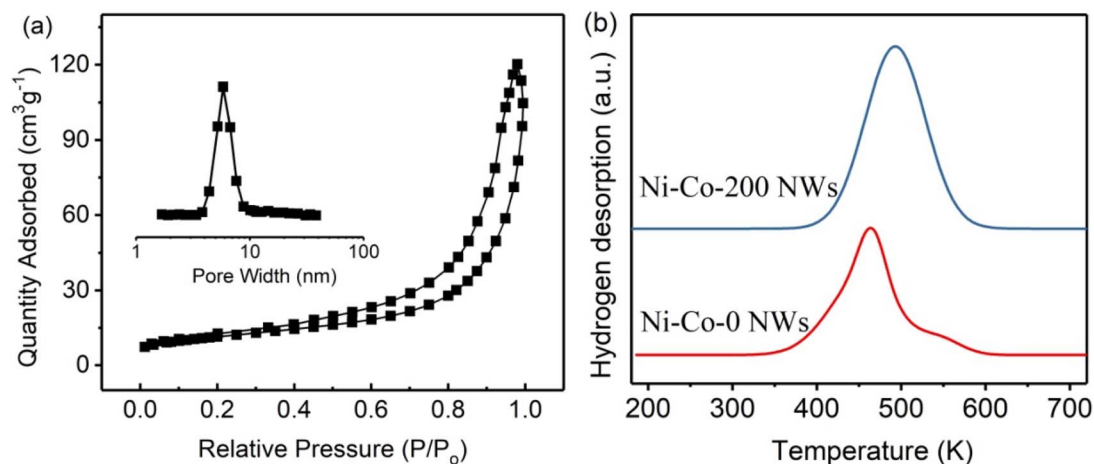 (a)
120
90
60
30
0
Quantity Adsorbed (cm³g⁻¹)
1 10 100
Pore Width (nm)
0.0 0.2 0.4 0.6 0.8 1.0
Relative Pressure (P/Pₒ)
(b)
Hydrogen desorption (a.u.)
Ni-Co-200 NWs
Ni-Co-0 NWs
200 300 400 500 600 700
Temperature (K)